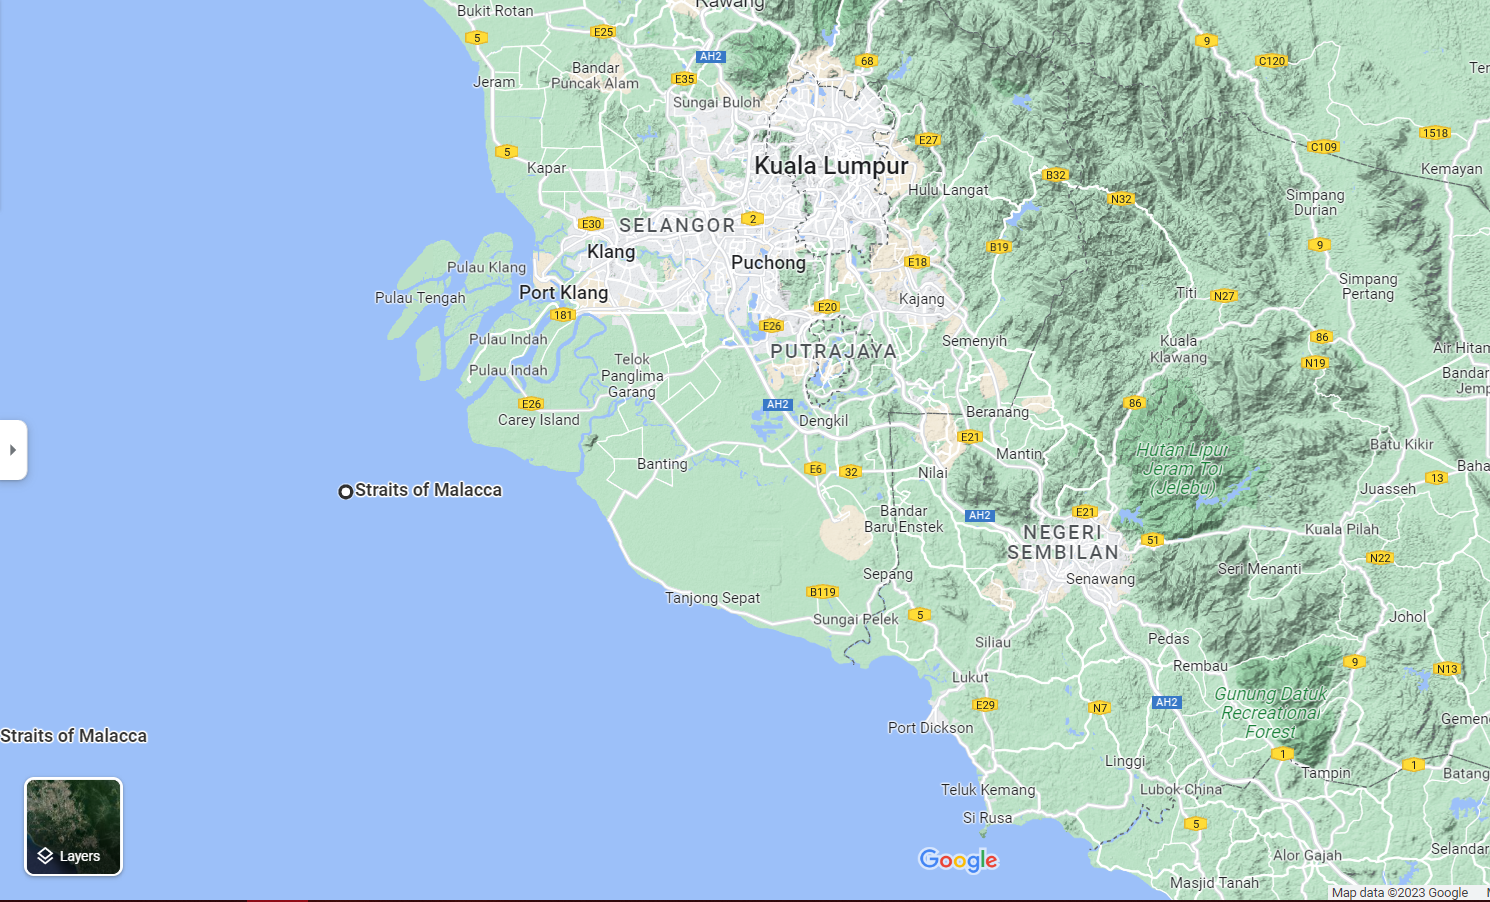 Rawang
Bukit Rotan
5
E25
9
AH2
68
C120
Bandar
Puncak Alam
Jeram
E35
Sungai Buloh
1518
5
E27
C109
Kapar
Kuala Lumpur
Kemayan
B32
Hulu Langat
Simpang
Durian
N32
E30
SELANGOR
2
9
B19
Klang
Puchong
E18
Pulau Klang
Simpang
Pertang
Port Klang
Titi
N27
Pulau Tengah
Kajang
E20
181
E26
86
Pulau Indah
Semenyih
Kuala
Klawang
PUTRAJAYA
Air Hitam
Telok
Panglima
Garang
N19
Pulau Indah
Bandar
E26
AH2
86
Beranang
Carey Island
Dengkil
E21
Batu Kikir
Hutan Lipur
Jeram Toi
(Jelebu)
Mantin
Banting
E6
32
Nilai
13
Juasseh
Straits of Malacca
Bandar
Baru Enstek
AH2
E21
NEGERI
SEMBILAN
51
Kuala Pilah
N22
Sepang
Senawang
Seri Menanti
Tanjong Sepat
B119
Sungai Pelek
5
Johol
Siliau
Pedas
Rembau
9
N13
Lukut
Gunung Datuk
Recreational
Forest
E29
N7
AH2
Port Dickson
Straits of Malacca
1
Linggi
Tampin
1
Teluk Kemang
Lubok China
Si Rusa
5
Layers
Google
Alor Gajah
Masjid Tanah
Map data ©2023 Google